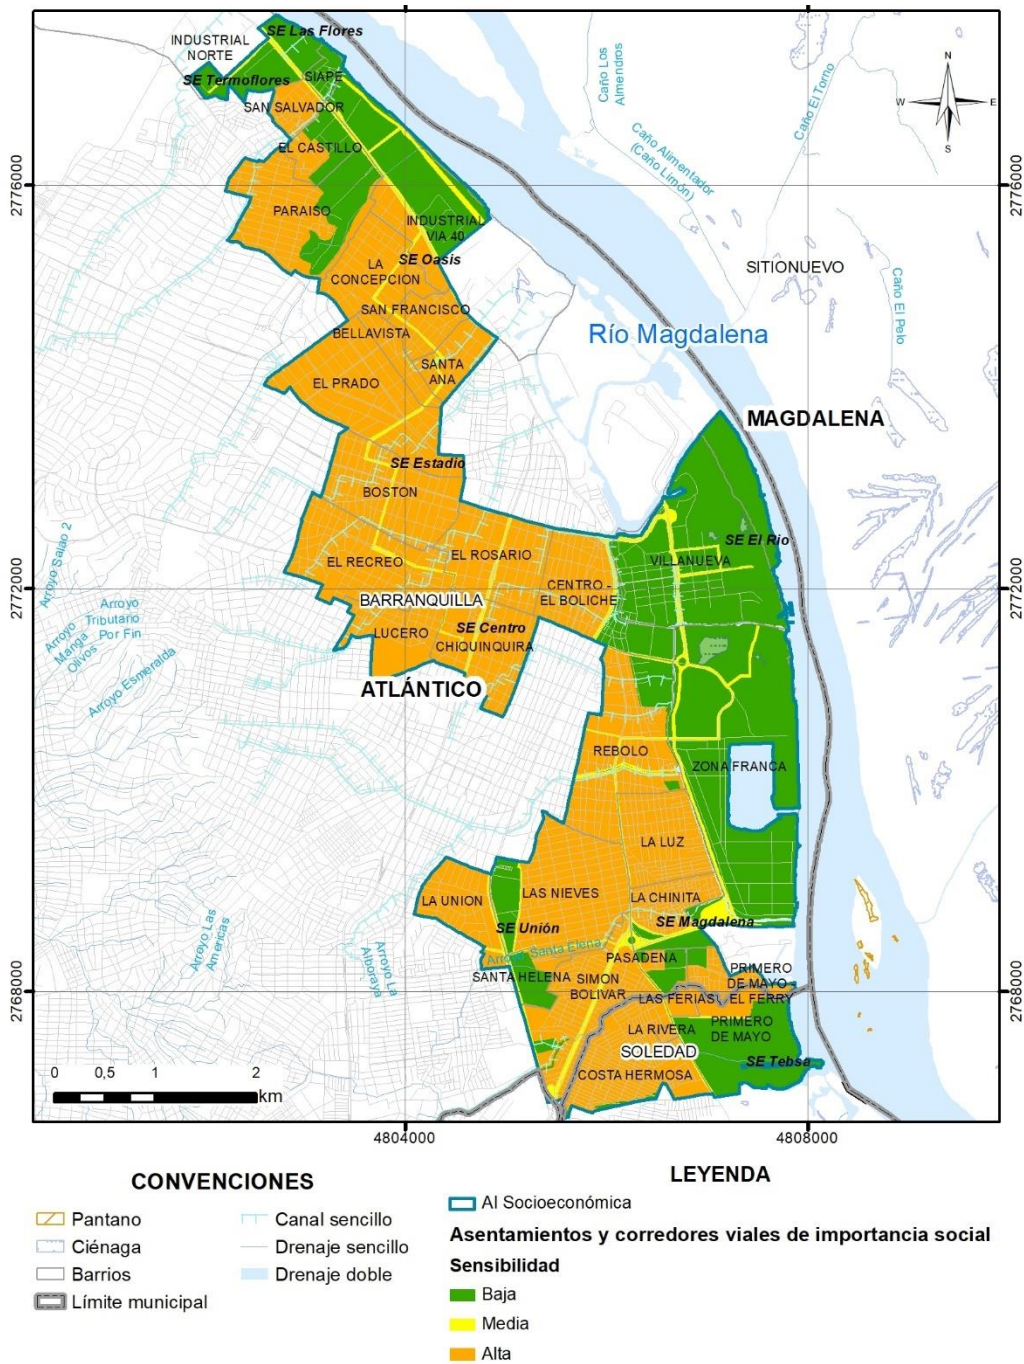 SE Las Flores
INDUSTRIAL
NORTE
SE Termoflores
SIAPE
SAN SALVADOR
EL CASTILLO
PARAISO
INDUSTRIAL
VIA 40
SE Oasis
LA
CONCEPCION
SAN FRANCISCO
BELLAVISTA
SANTA
ANA
EL PRADO
Caño Los
Almendros
Caño El Torno
Caño Alimentador
(Caño Limón)
N
W
E
S
SITIONUEVO
Caño El Pelo
Río Magdalena
MAGDALENA
SE Estadio
BOSTON
EL RECREO
EL ROSARIO
BARRANQUILLA
LUCERO
SE Centro
CHIQUINQUIRA
CENTRO -
EL BOLICHE
VILLANUEVA
SE El Rio
ATLÁNTICO
Arroyo Salao 2
Arroyo
Tributario
Por Fin
Arroyo
Manga
Olivos
Arroyo Esmeralda
REBOLO
ZONA FRANCA
LA LUZ
LA CHINITA
LAS NIEVES
LA UNION
SE Unión
SE Magdalena
Arroyo Santa Elena
PASADENA
SANTA HELENA
SIMON
BOLIVAR
PRIMERO
DE MAYO -
EL FERRY
LAS FERIAS
LA RIVERA
PRIMERO
DE MAYO
SOLEDAD
SE Tebsa
COSTA HERMOSA
Arroyo Las
Americas
Arroyo La
Alboraya
2776000
2776000
2772000
2772000
2768000
2768000
0 0,5 1 2
km
4804000
4808000
CONVENCIONES
Pantano
Ciénaga
Barrios
Límite municipal
Canal sencillo
Drenaje sencillo
Drenaje doble
LEYENDA
AI Socioeconómica
Asentamientos y corredores viales de importancia social
Sensibilidad
Baja
Media
Alta